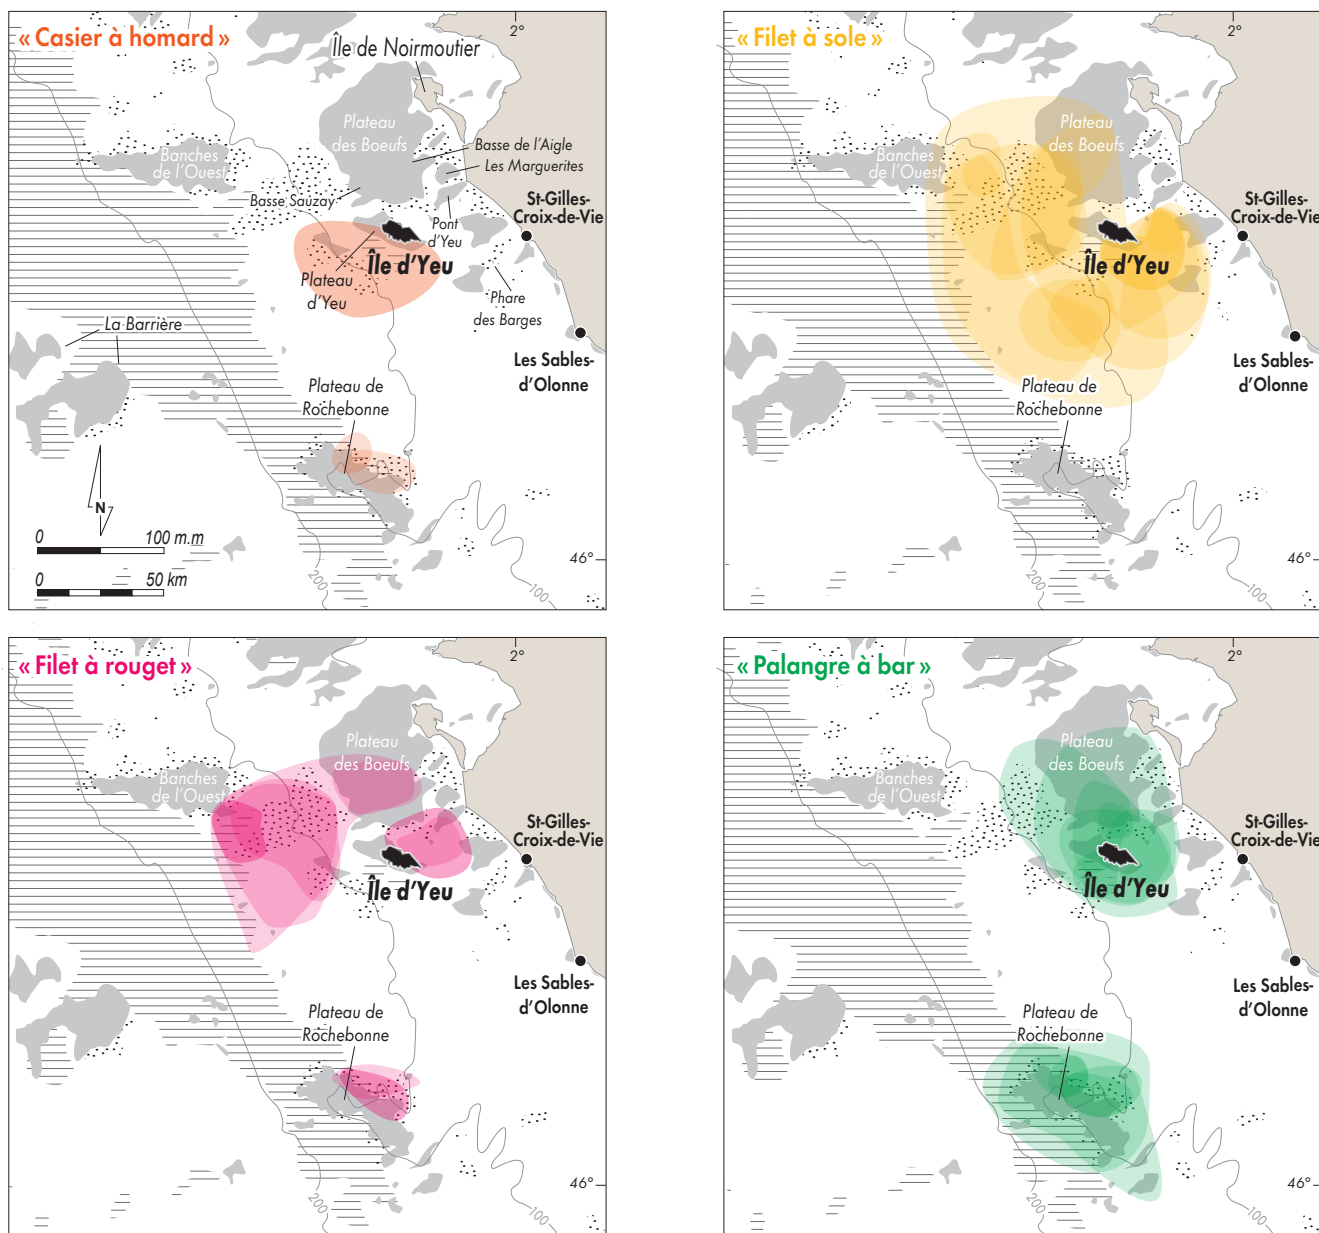 « Casier à homard »
Île de Noirmoutier
2°
Plateau
des Boeufs
Basse de l'Aigle
Les Marguerites
Banches
de l'Ouest
Basse Sauzay
St-Gilles-
Croix-de-Vie
Pont
d'Yeu
Île d'Yeu
Plateau
d'Yeu
Phare
des Barges
La Barrière
Les Sables-
d'Olonne
Plateau de
Rochebonne
N
0 100 m.m
0 50 km
46°
200
100
« Filet à sole »
2°
Plateau
des Boeufs
Banches
de l'Ouest
St-Gilles-
Croix-de-Vie
Île d'Yeu
Les Sables-
d'Olonne
Plateau de
Rochebonne
46°
200
100
« Filet à rouget »
2°
Plateau
des Boeufs
Banches
de l'Ouest
St-Gilles-
Croix-de-Vie
Île d'Yeu
Les Sables-
d'Olonne
Plateau de
Rochebonne
46°
200
100
« Palangre à bar »
2°
Plateau
des Boeufs
Banches
de l'Ouest
St-Gilles-
Croix-de-Vie
Île d'Yeu
Les Sables-
d'Olonne
Plateau de
Rochebonne
46°
200
100